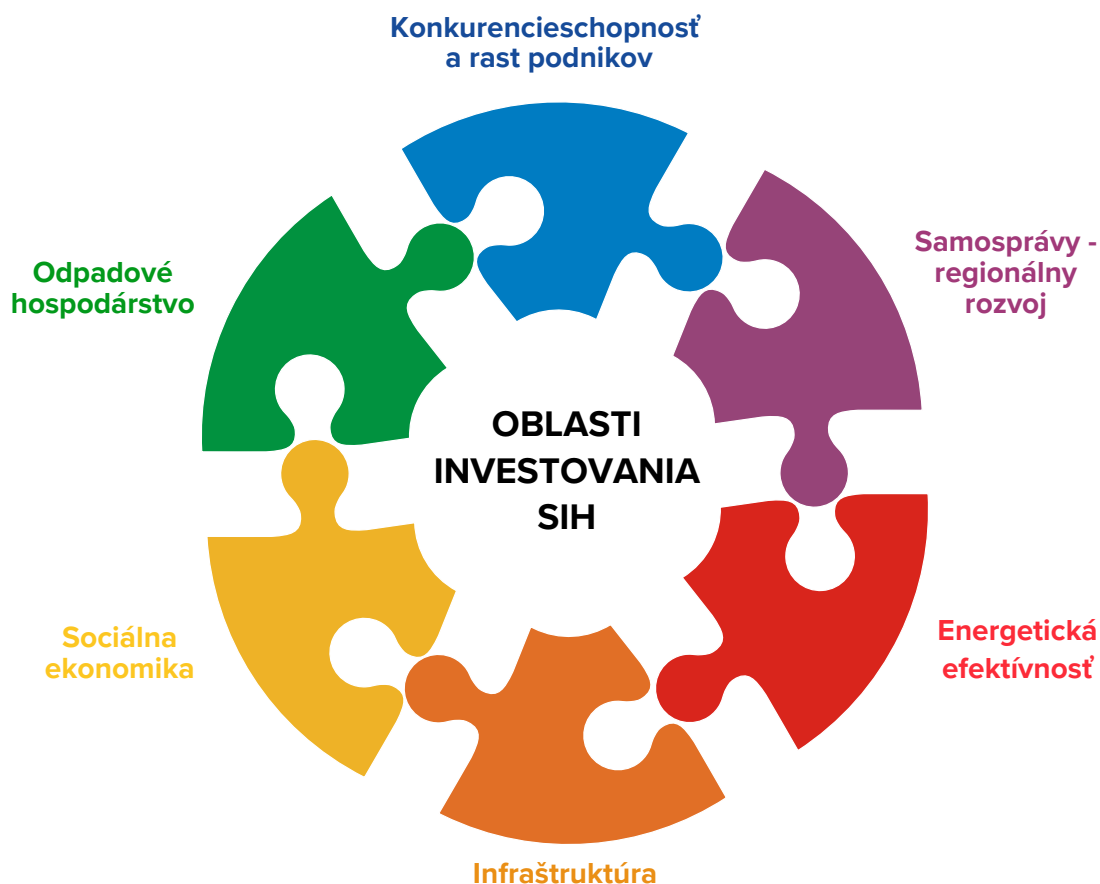 Konkurencieschopnosť
a rast podnikov
Samosprávy -
regionálny
rozvoj
Odpadové
hospodárstvo
OBLASTI
INVESTOVANIA
SIH
Energetická
efektívnosť
Sociálna
ekonomika
Infraštruktúra